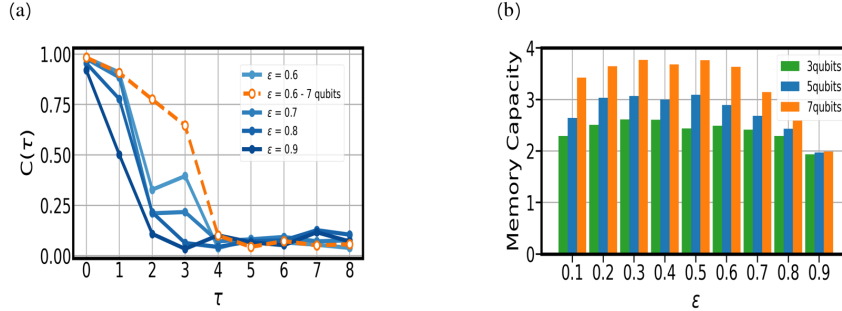 (a)
C(τ)
1.00
0.75
0.50
0.25
0.00
0 1 2 3 4 5 6 7 8
τ
ε = 0.6
ε = 0.6 - 7 qubits
ε = 0.7
ε = 0.8
ε = 0.9
(b)
Memory Capacity
4
3
2
1
0
0.1 0.2 0.3 0.4 0.5 0.6 0.7 0.8 0.9
ε
3qubits
5qubits
7qubits